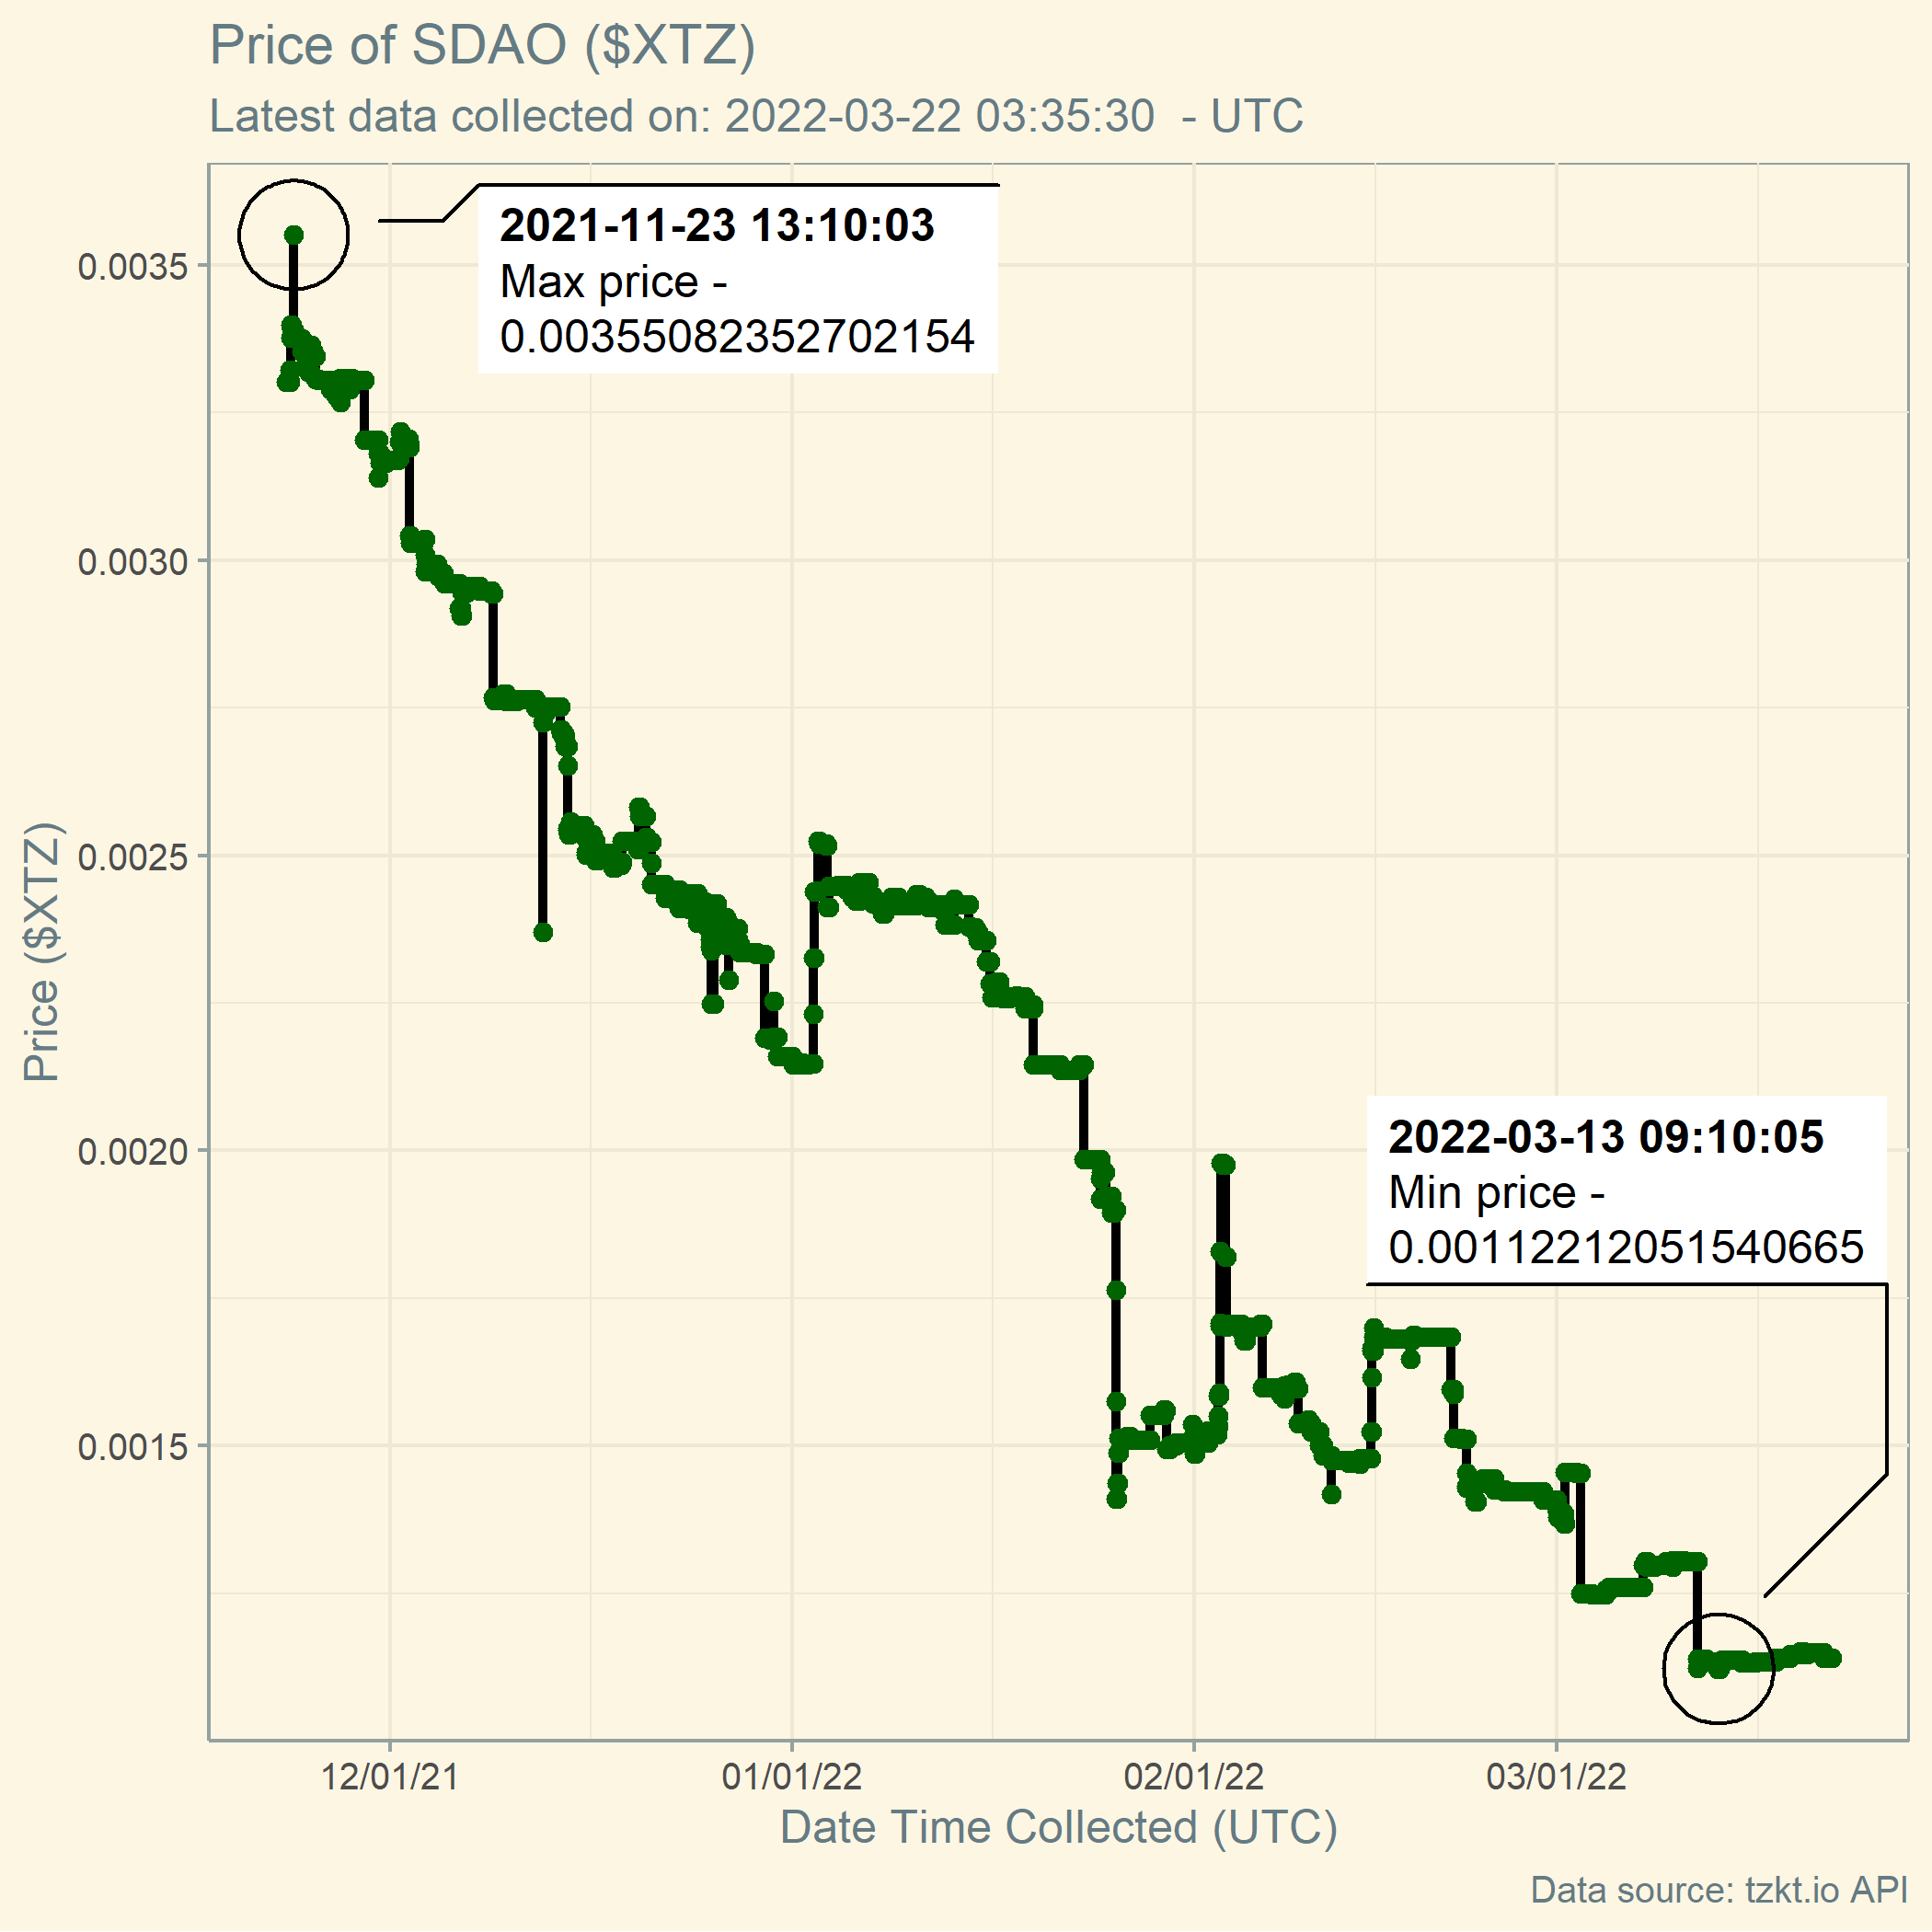 Price of SDAO ($XTZ)
Latest data collected on: 2022-03-22 03:35:30  - UTC
2021-11-23 13:10:03
Max price -
0.00355082352702154
0.0035
0.0030
0.0025
0.0020
0.0015
Price ($XTZ)
2022-03-13 09:10:05
Min price -
0.00112212051540665
12/01/21
01/01/22
02/01/22
03/01/22
Date Time Collected (UTC)
Data source: tzkt.io API